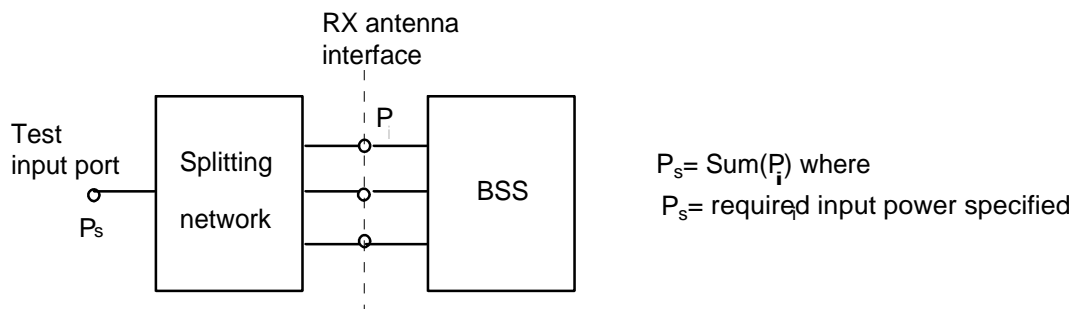 RX antenna
interface
P i
Test
input port
Ps
Splitting
network
BSS
Ps= Sum(Pi) where
Ps= required input power specified